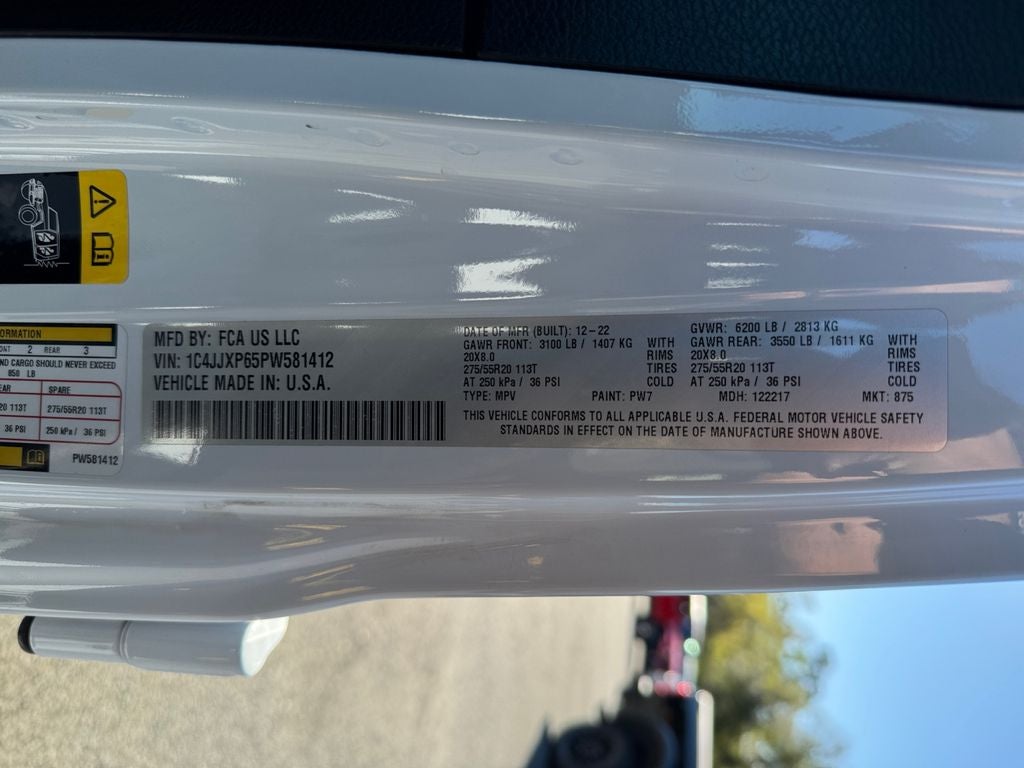 ORMATION
ONT 2 REAR 3
ND CARGO SHOULD NEVER EXCEED
850 LB
EAR SPARE
20 113T 275/55R20 113T
36 PSI 250 kPa / 36 PSI
PW581412
MFD BY: FCA US LLC
VIN: 1C4JJXP65PW581412
VEHICLE MADE IN: U.S.A.
DATE OF MFR (BUILT): 12-22 GVWR: 6200 LB / 2813 KG
GAWR FRONT: 3100 LB / 1407 KG WITH GAWR REAR: 3550 LB / 1611 KG WITH
20X8.0 RIMS 20X8.0 RIMS
275/55R20 113T TIRES 275/55R20 113T TIRES
AT 250 kPa / 36 PSI COLD AT 250 kPa / 36 PSI COLD
TYPE: MPV PAINT: PW7 MDH: 122217 MKT: 875
THIS VEHICLE CONFORMS TO ALL APPLICABLE U.S.A. FEDERAL MOTOR VEHICLE SAFETY
STANDARDS IN EFFECT ON THE DATE OF MANUFACTURE SHOWN ABOVE.